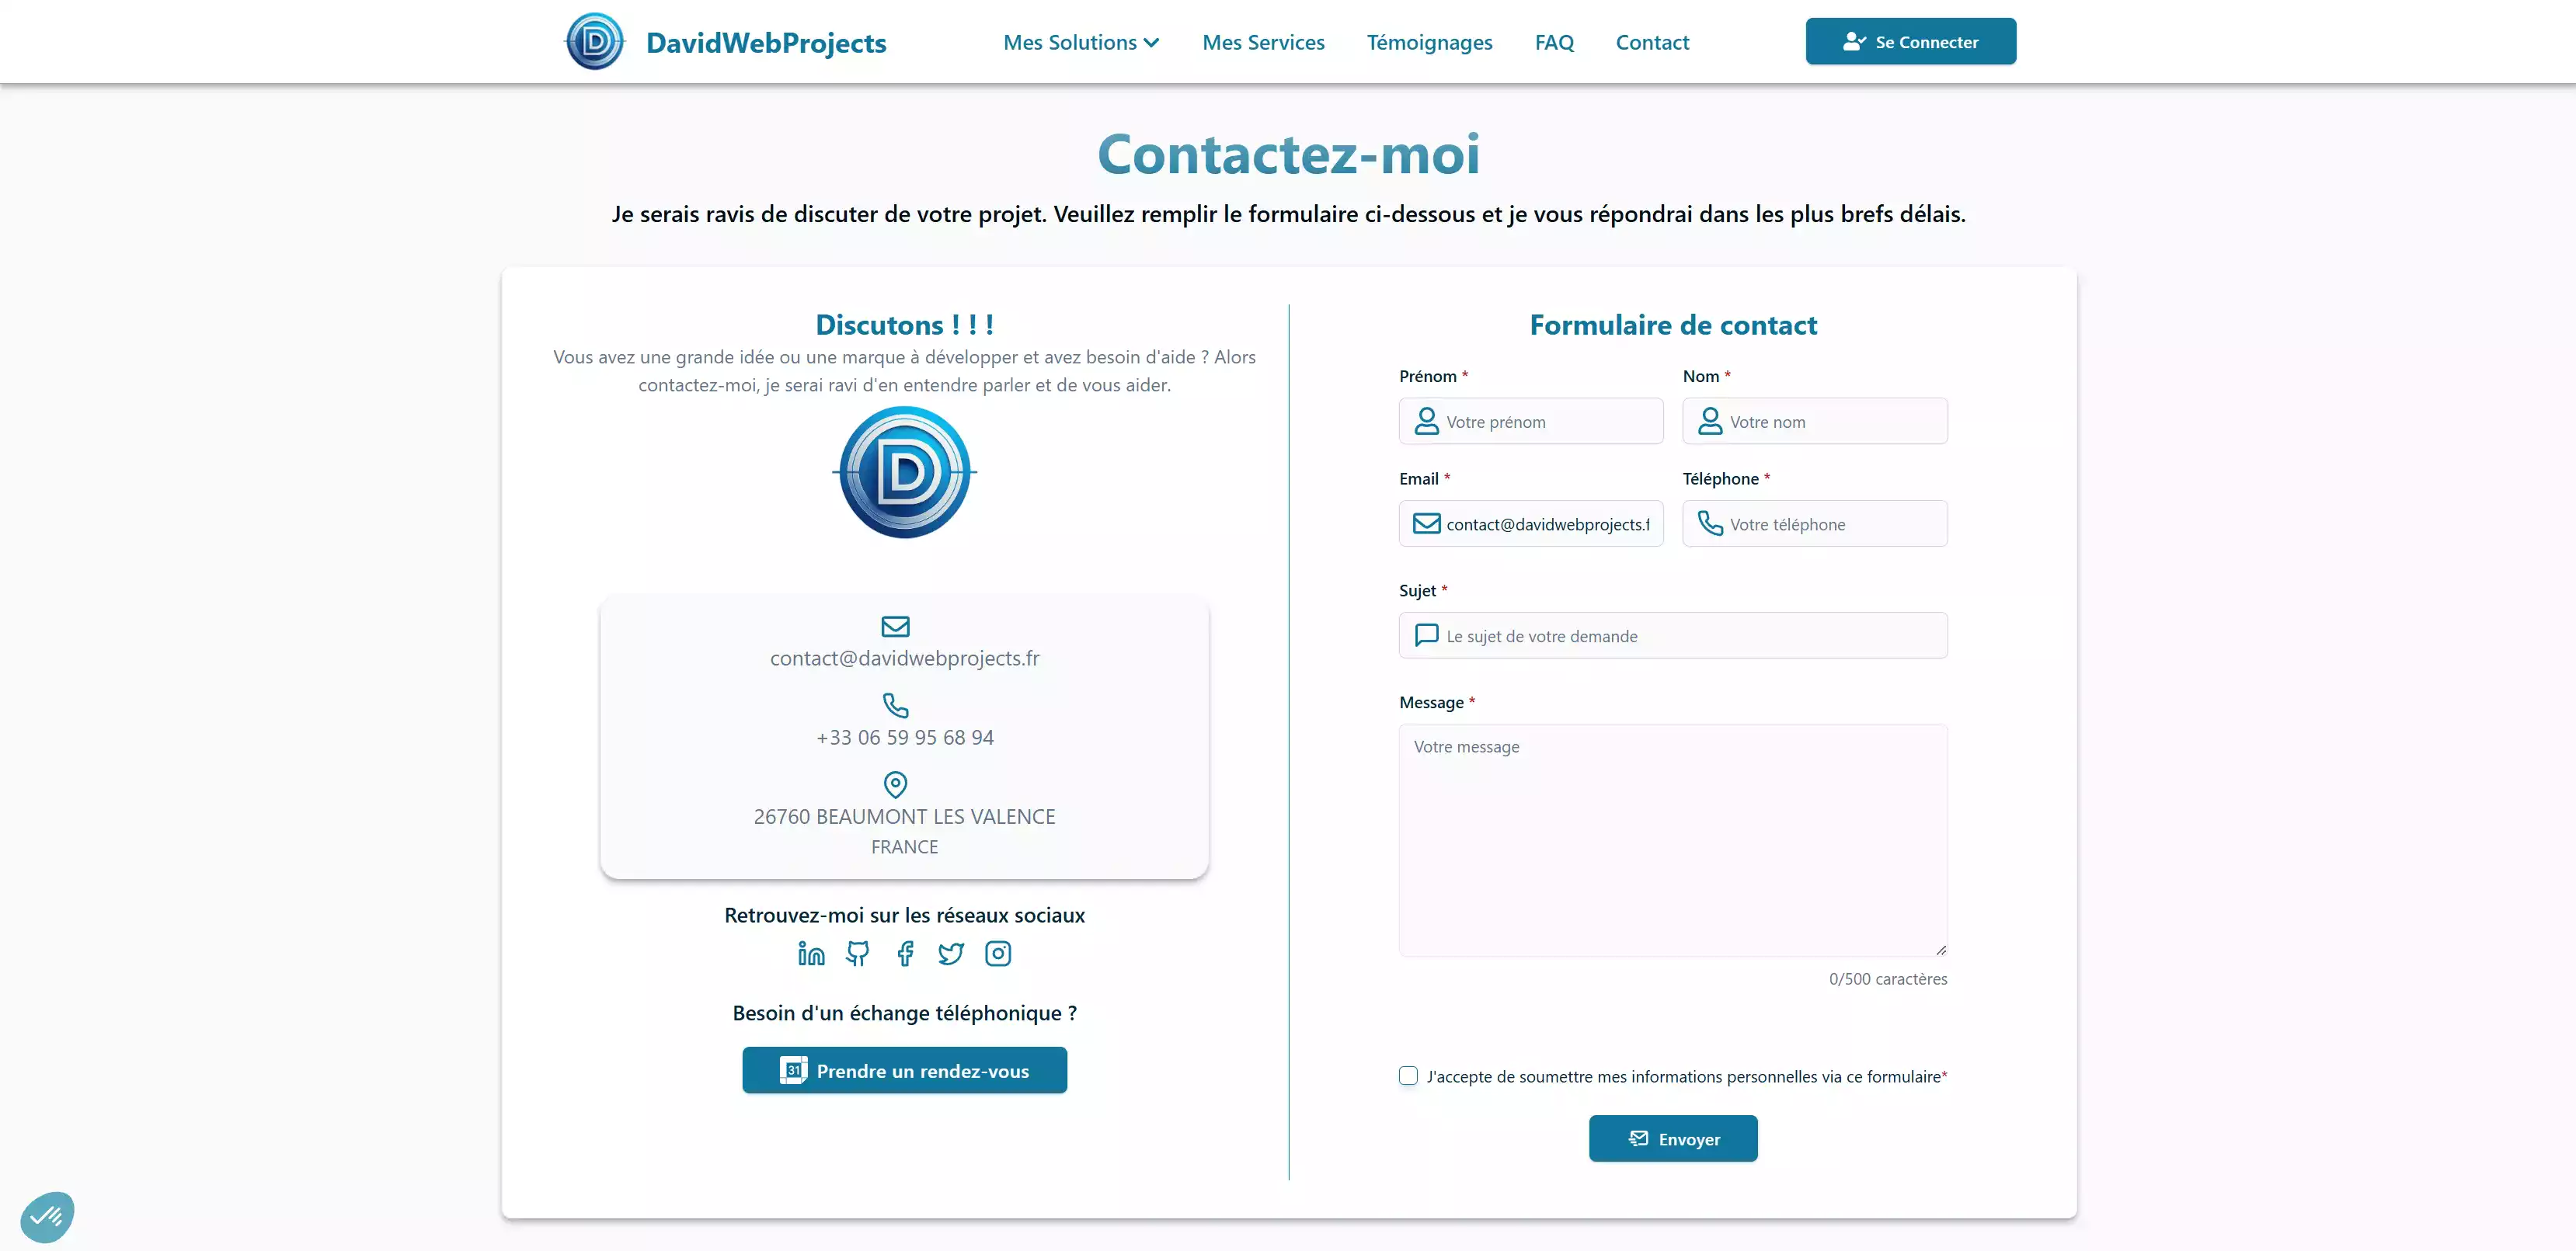 DavidWebProjects
Mes Solutions
Mes Services
Témoignages
FAQ
Contact
Se Connecter
Contactez-moi
Je serais ravis de discuter de votre projet. Veuillez remplir le formulaire ci-dessous et je vous répondrai dans les plus brefs délais.
Discutons ! ! !
Vous avez une grande idée ou une marque à développer et avez besoin d'aide ? Alors
contactez-moi, je serai ravi d'en entendre parler et de vous aider.
D
contact@davidwebprojects.fr
+33 06 59 95 68 94
26760 BEAUMONT LES VALENCE
FRANCE
Retrouvez-moi sur les réseaux sociaux
Besoin d'un échange téléphonique ?
31 Prendre un rendez-vous
Formulaire de contact
Prénom *
Votre prénom
Nom *
Votre nom
Email *
contact@davidwebprojects.f
Téléphone *
Votre téléphone
Sujet *
Le sujet de votre demande
Message *
Votre message
0/500 caractères
J'accepte de soumettre mes informations personnelles via ce formulaire*
Envoyer